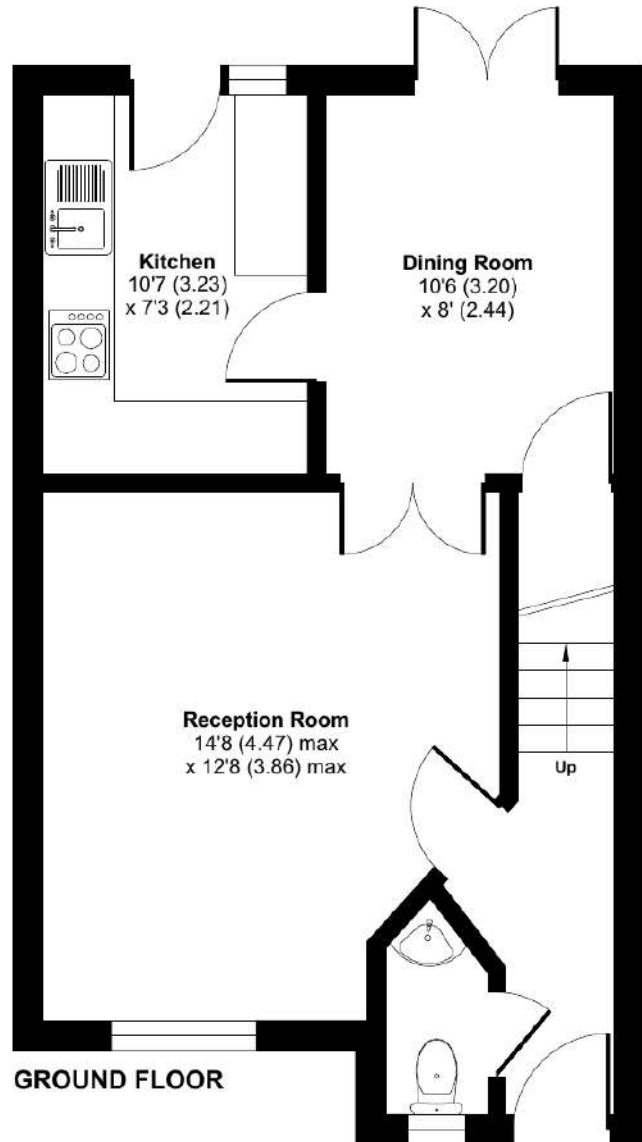 Kitchen
10'7 (3.23)
x 7'3 (2.21)
Dining Room
10'6 (3.20)
x 8' (2.44)
Reception Room
14'8 (4.47) max
x 12'8 (3.86) max
Up
GROUND FLOOR